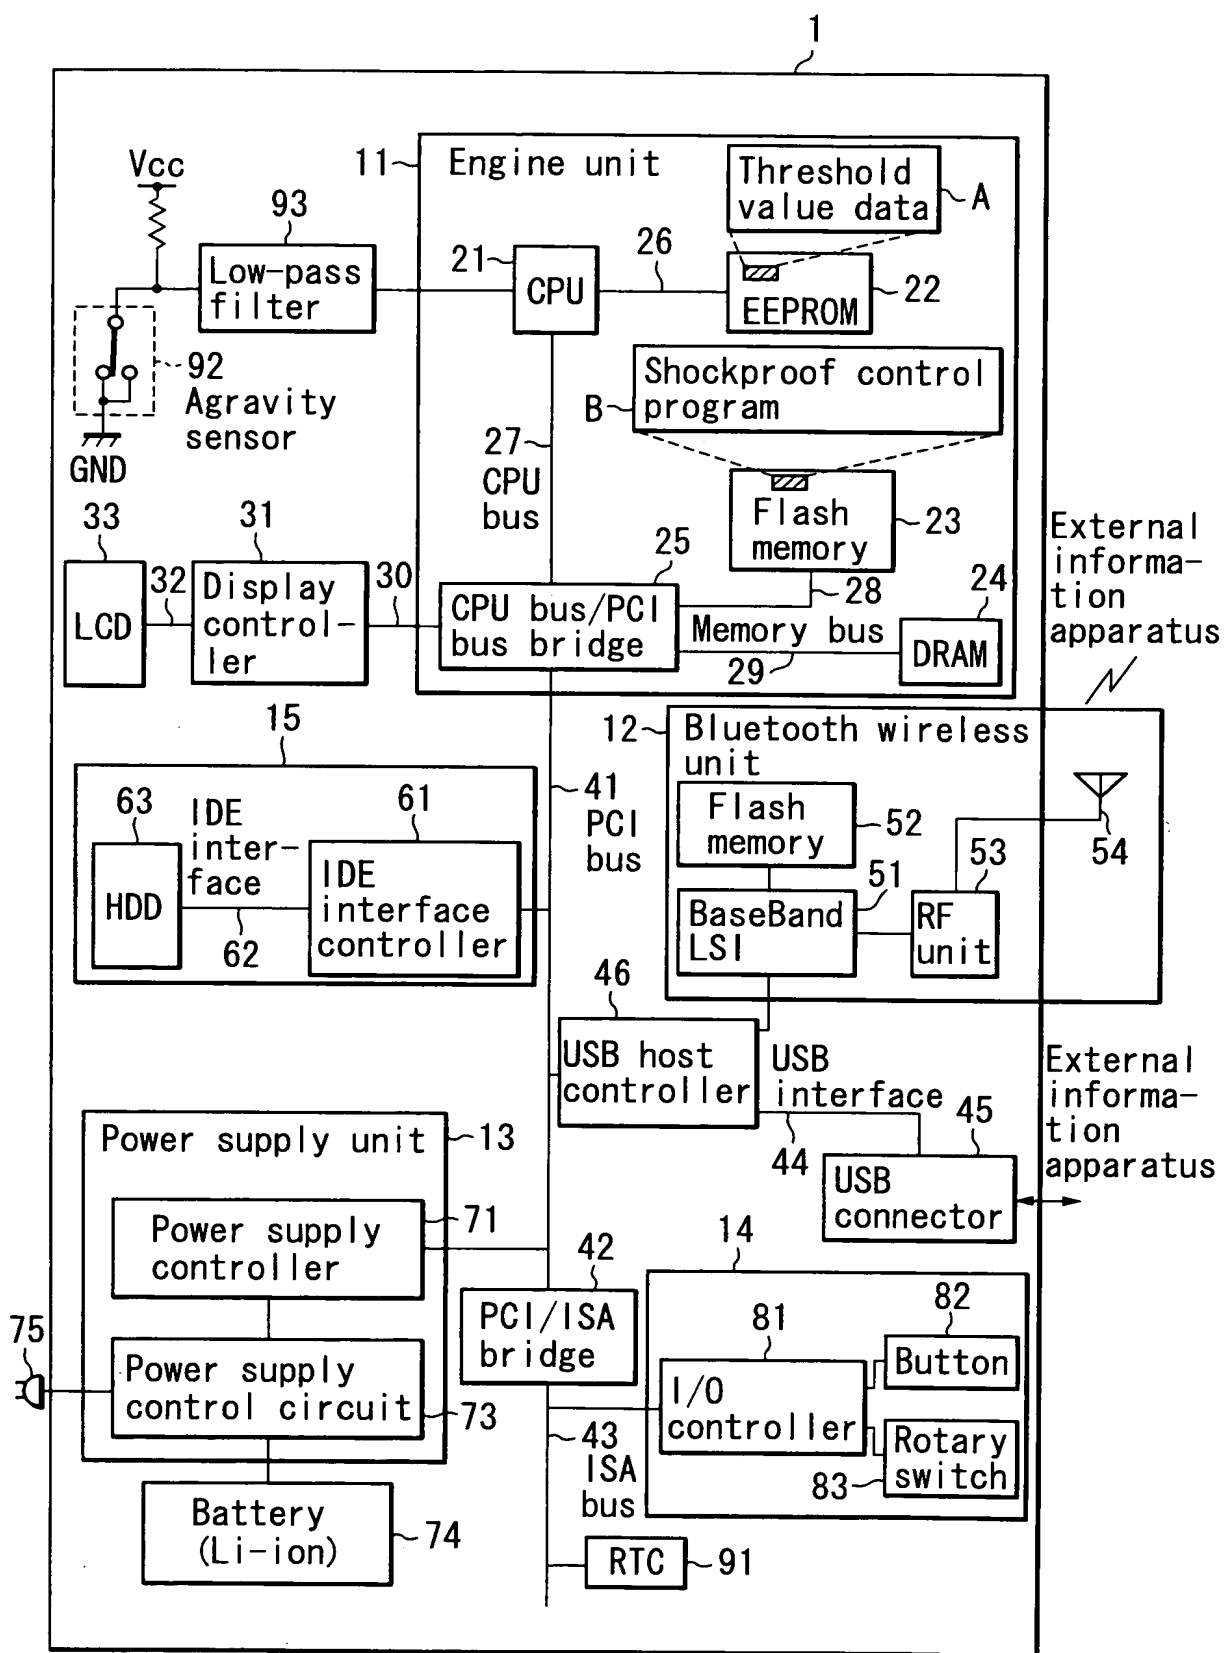 1
11
Engine unit
Threshold
value data
A
Vcc
93
Low-pass
filter
21
CPU
26
EEPROM
22
92
Agravity
sensor
GND
Shockproof control
program
B
27
CPU
bus
Flash
memory
23
33
LCD
32
31
Display
control-
ler
30
25
CPU bus/PCI
bus bridge
28
Memory bus
29
24
DRAM
External
informa-
tion
apparatus
15
63
HDD
IDE
inter-
face
62
61
IDE
interface
controller
41
PCI
bus
12
Bluetooth wireless
unit
Flash
memory
52
51
BaseBand
LSI
53
RF
unit
54
46
USB host
controller
USB
interface
44
45
USB
connector
External
informa-
tion
apparatus
Power supply unit
13
Power supply
controller
71
75
Power supply
control circuit
73
Battery
(Li-ion)
74
42
PCI/ISA
bridge
43
ISA
bus
14
81
I/O
controller
82
Button
Rotary
switch
83
RTC
91